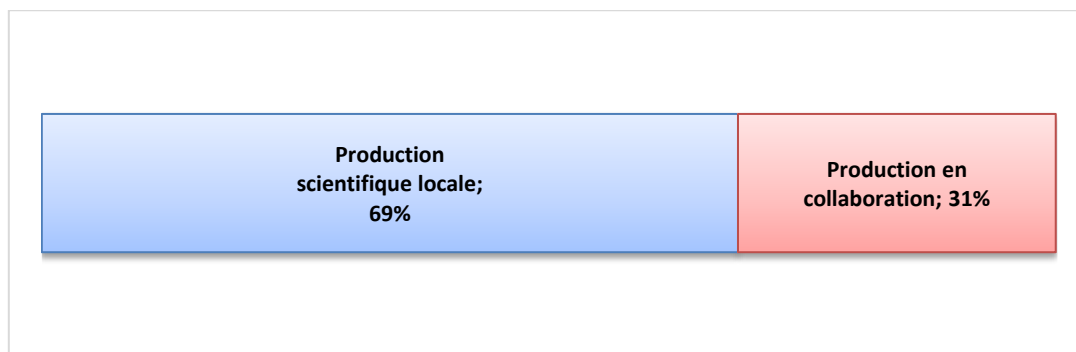 Production
scientifique locale;
69%
Production en
collaboration; 31%